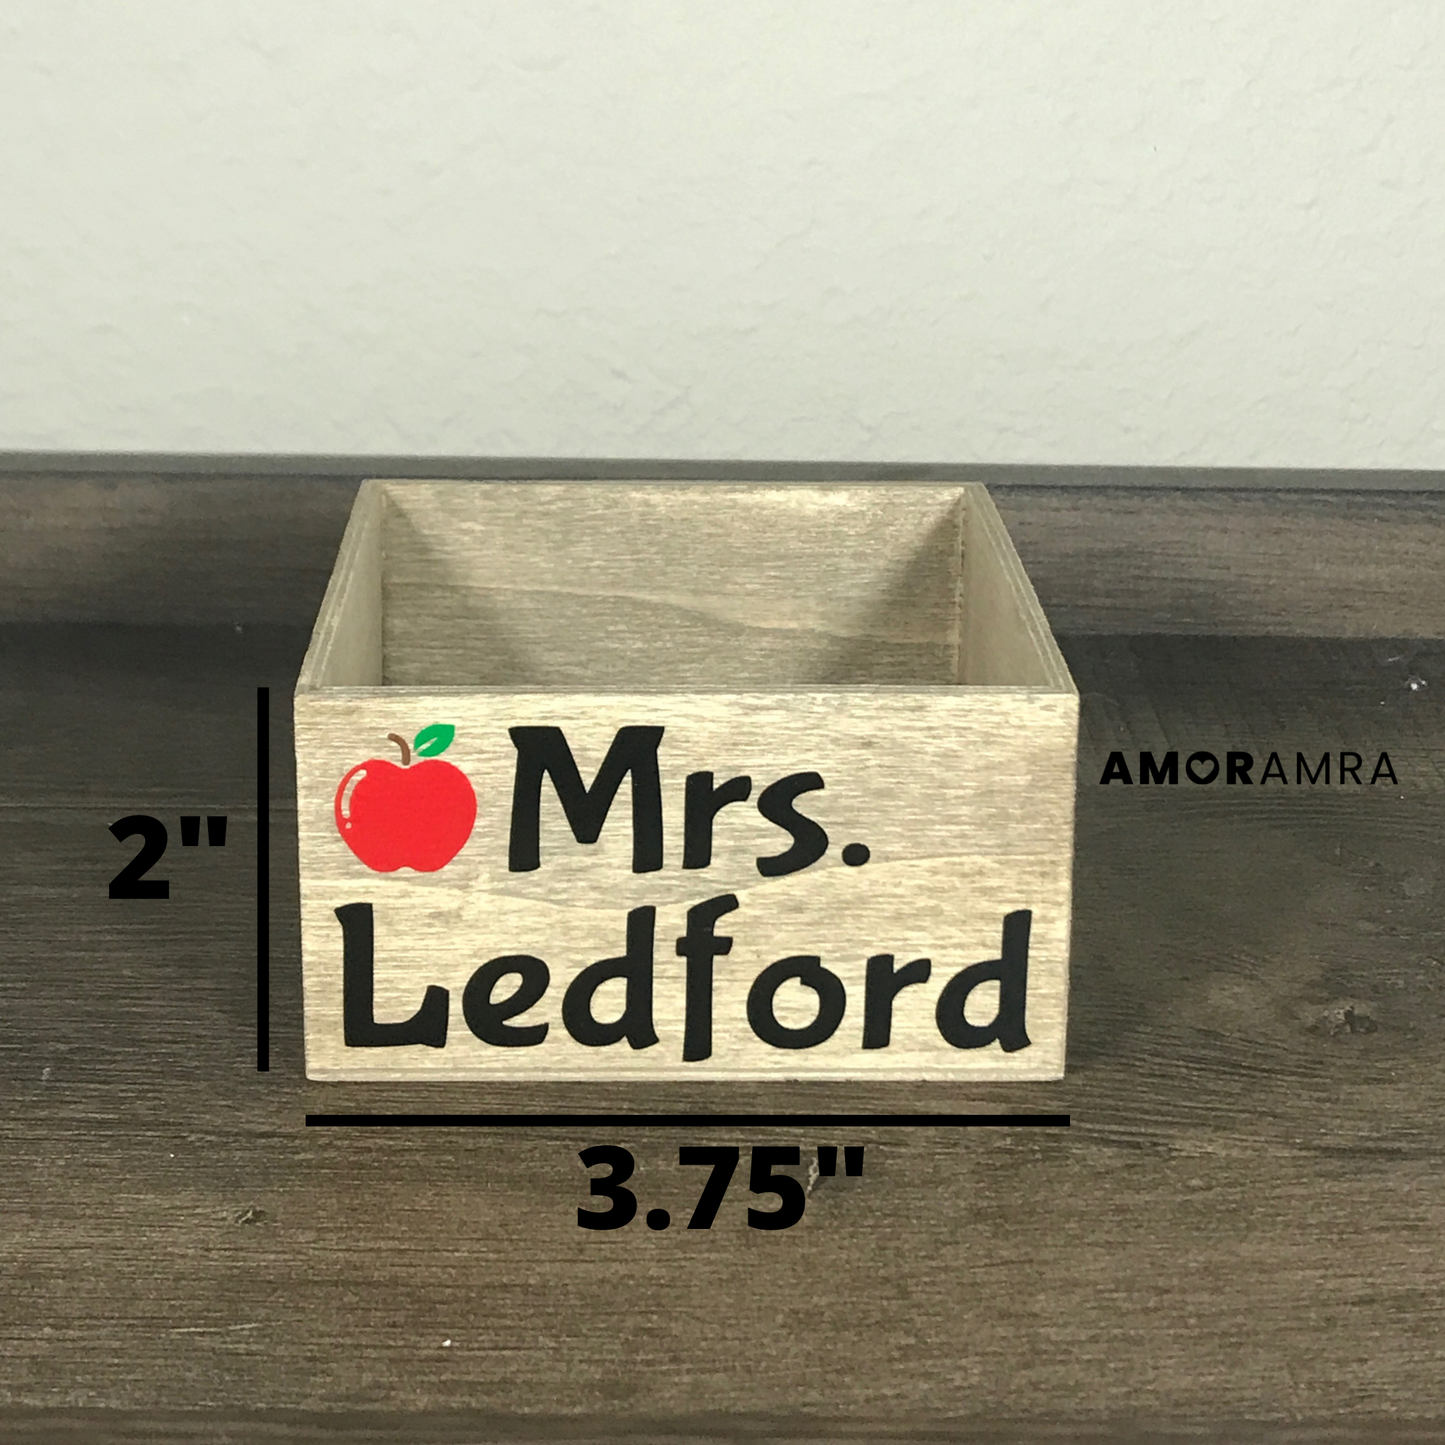 Mrs.
Ledford
AMORAMRA
2"
3.75"